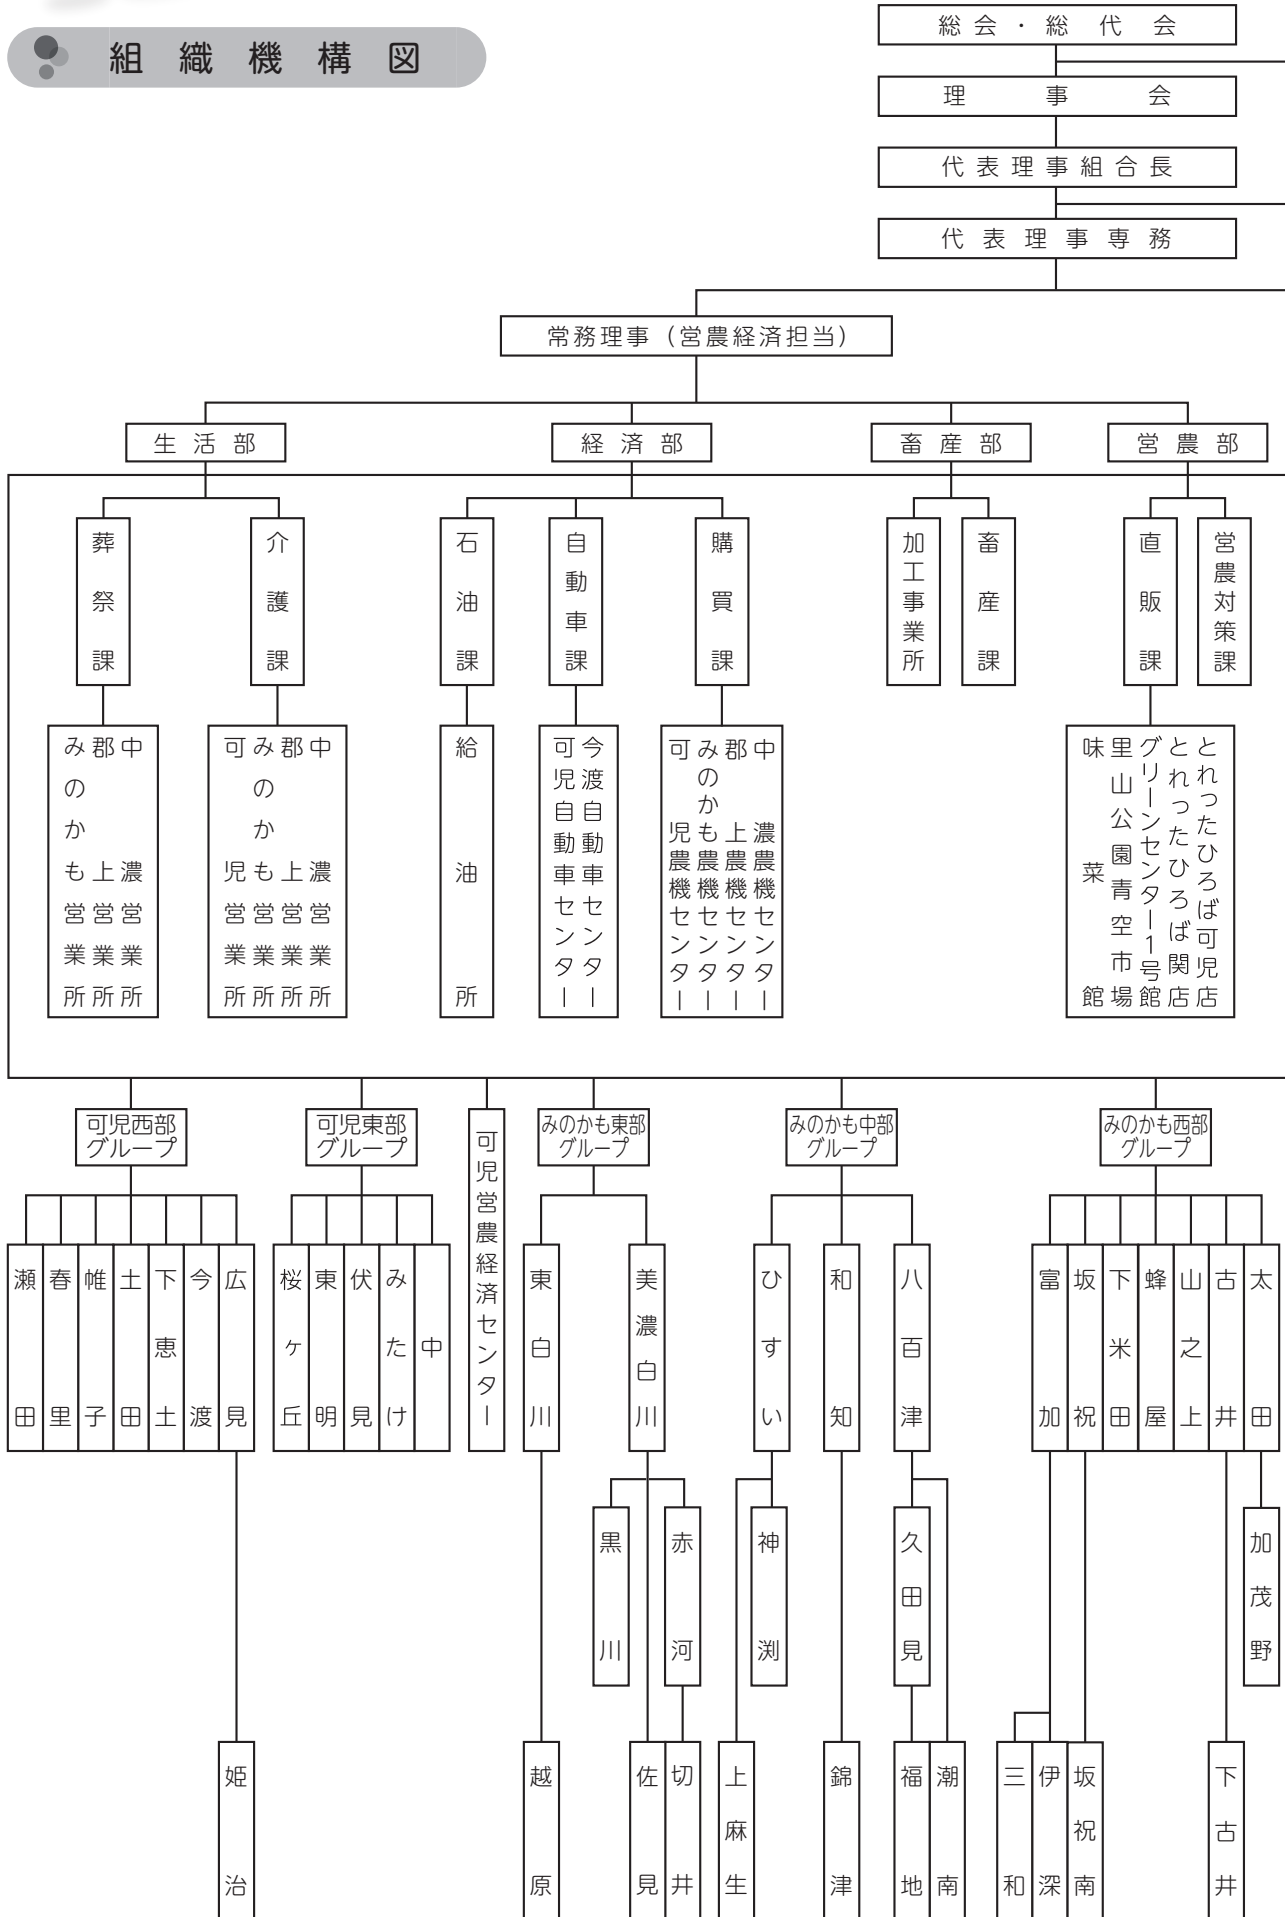 組織機構図
総会・総代会
理事会
代表理事組合長
代表理事専務
常務理事（営農経済担当）
生活部
経済部
畜産部
営農部
葬祭課
介護課
石油課
自動車課
購買課
加工事業所
畜産課
直販課
営農対策課
中濃営業所
郡上営業所
みのかも営業所
中濃営業所
郡上営業所
みのかも営業所
可児営業所
給油所
今渡自動車センター
可児自動車センター
中濃農機センター
郡上農機センター
みのかも農機センター
可児農機センター
とれったひろば可児店
とれったひろば関店
グリーンセンター1号館
里山公園青空市場
味菜館
可児西部
グループ
可児東部
グループ
可児営農経済センター
みのかも東部
グループ
みのかも中部
グループ
みのかも西部
グループ
瀬田
春里
帷子
土田
下恵土
今渡
広見
桜ヶ丘
東明
伏見
みたけ
中
東白川
美濃白川
ひすい
和知
八百津
富加
坂祝
下米田
蜂屋
山之上
古井
太田
黒川
赤河
神渕
久田見
加茂野
姫治
越原
佐見
切井
上麻生
錦津
福地
潮南
三和
伊深
坂祝南
下古井